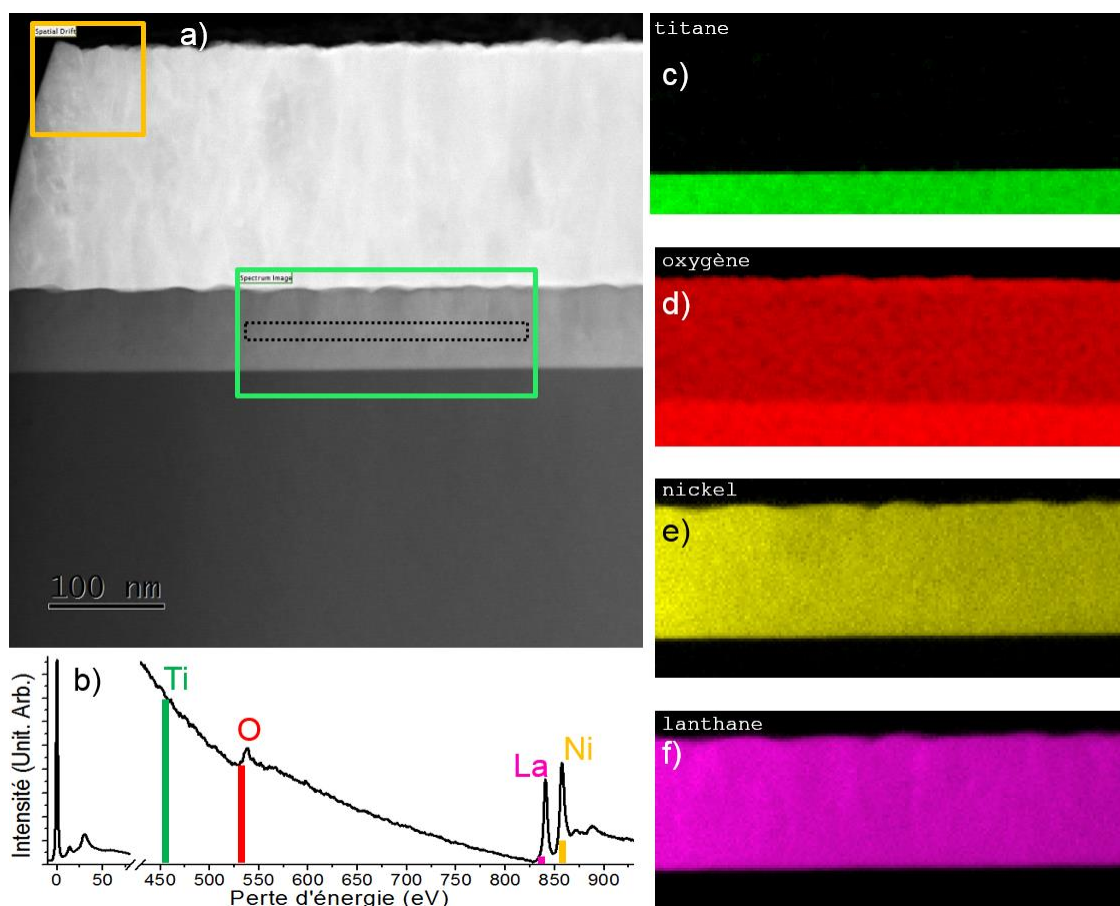 Spatial Drift
a)
Spectrum Image
100 nm
titane
c)
oxygène
d)
nickel
e)
lanthane
f)
b)
Ti
O
La
Ni
Intensité (Unit. Arb.)
0 50 450 500 550 600 650 700 750 800 850 900
Perte d'énergie (eV)